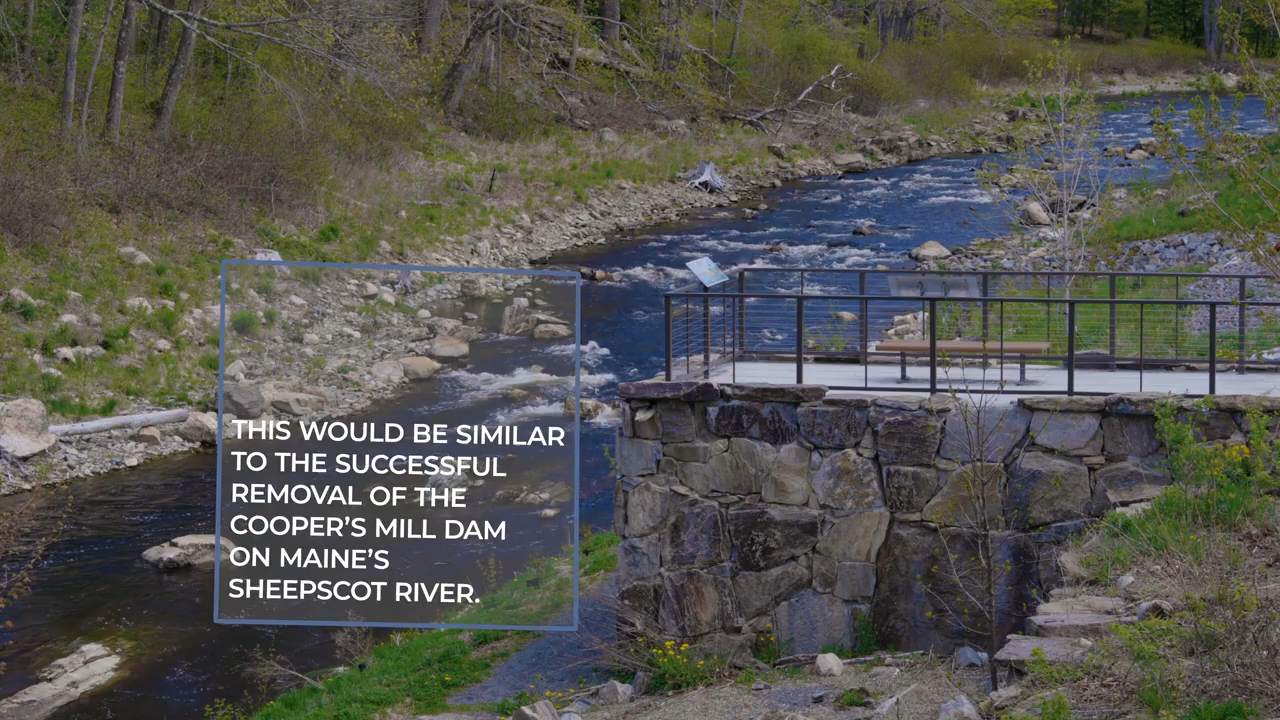 THIS WOULD BE SIMILAR
TO THE SUCCESSFUL
REMOVAL OF THE
COOPER'S MILL DAM
ON MAINE'S
SHEEPSCOT RIVER.